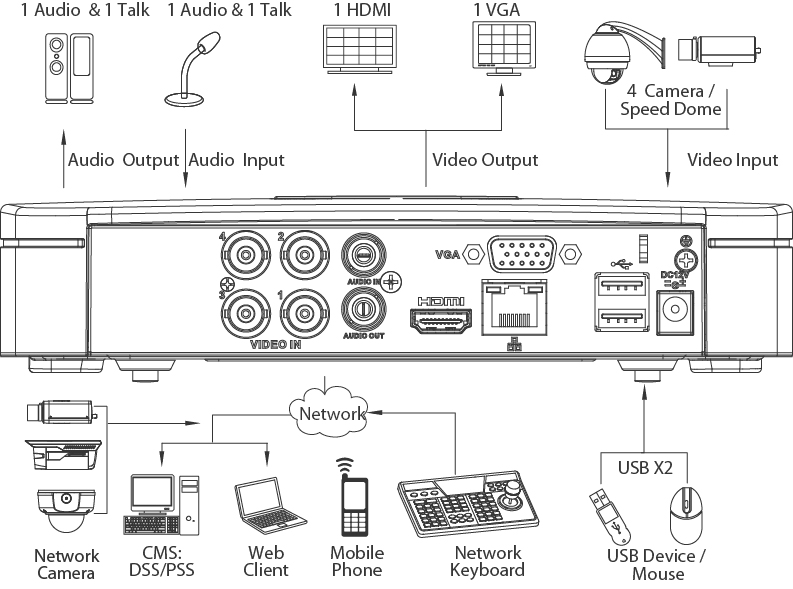 1 Audio & 1 Talk
1 Audio & 1 Talk
1 HDMI
1 VGA
4 Camera /
Speed Dome
Audio Output
Audio Input
Video Output
Video Input
4
2
VGA
DC12V
AUDIO IN
3
1
HDMI
AUDIO OUT
VIDEO IN
Network
USB X2
Network
Camera
CMS:
DSS/PSS
Web
Client
Mobile
Phone
Network
Keyboard
USB Device /
Mouse